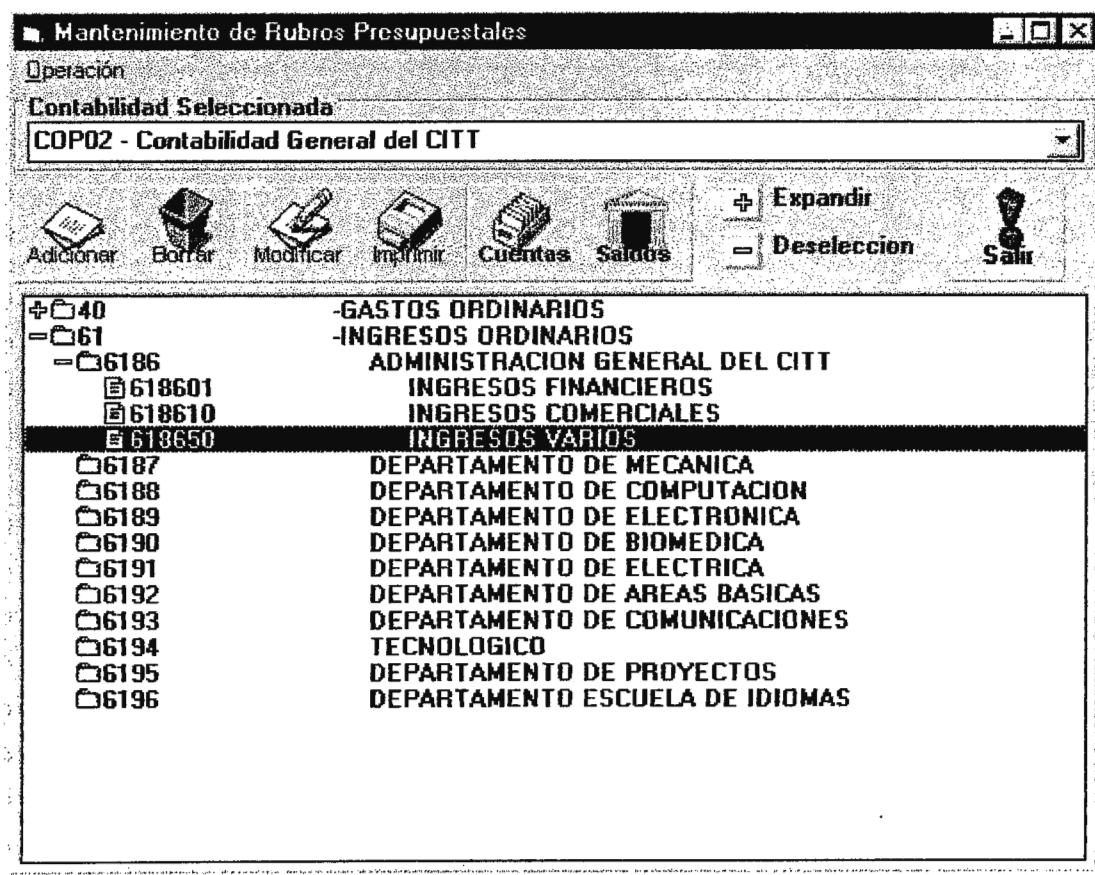 Mantenimiento de Rubros Presupuestales
Operación
Contabilidad Seleccionada
COP02 - Contabilidad General del CITT
Adicionar Borrar Modificar Imprimir Cuentas Saldos + Expandir
- Deseleccion Salir
40 -GASTOS ORDINARIOS
61 -INGRESOS ORDINARIOS
6186 ADMINISTRACION GENERAL DEL CITT
618601 INGRESOS FINANCIEROS
618610 INGRESOS COMERCIALES
618650 INGRESOS VARIOS
6187 DEPARTAMENTO DE MECANICA
6188 DEPARTAMENTO DE COMPUTACION
6189 DEPARTAMENTO DE ELECTRONICA
6190 DEPARTAMENTO DE BIOMEDICA
6191 DEPARTAMENTO DE ELECTRICA
6192 DEPARTAMENTO DE AREAS BASICAS
6193 DEPARTAMENTO DE COMUNICACIONES
6194 TECNOLOGICO
6195 DEPARTAMENTO DE PROYECTOS
6196 DEPARTAMENTO ESCUELA DE IDIOMAS